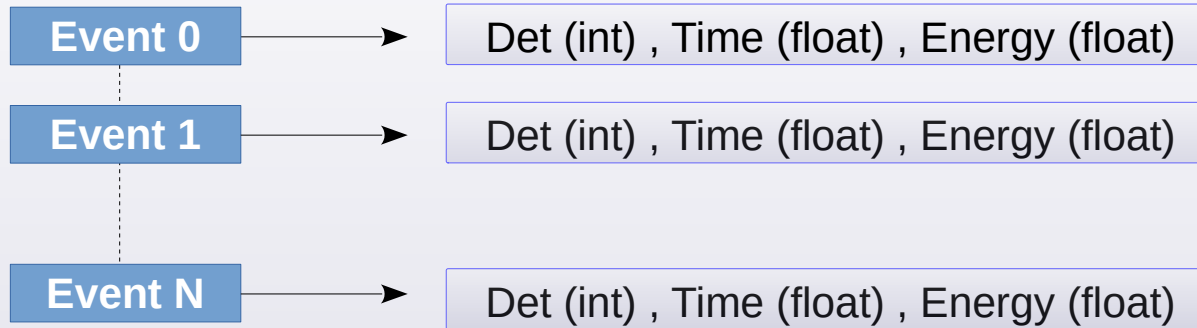 Event 0
Det (int) , Time (float) , Energy (float)
Event 1
Det (int) , Time (float) , Energy (float)
Event N
Det (int) , Time (float) , Energy (float)